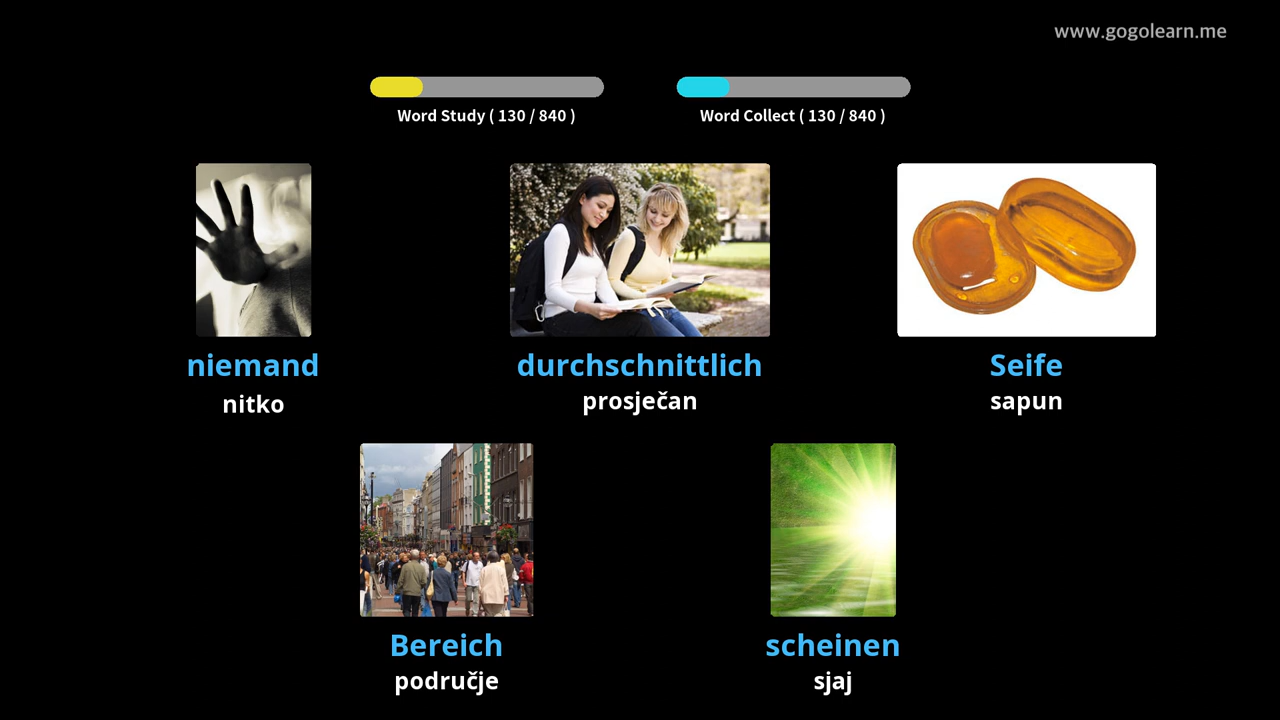 www.gogolearn.me
Word Study ( 130 / 840 )
Word Collect ( 130 / 840 )
niemand
nitko
durchschnittlich
prosječan
Seife
sapun
Bereich
područje
scheinen
sjaj